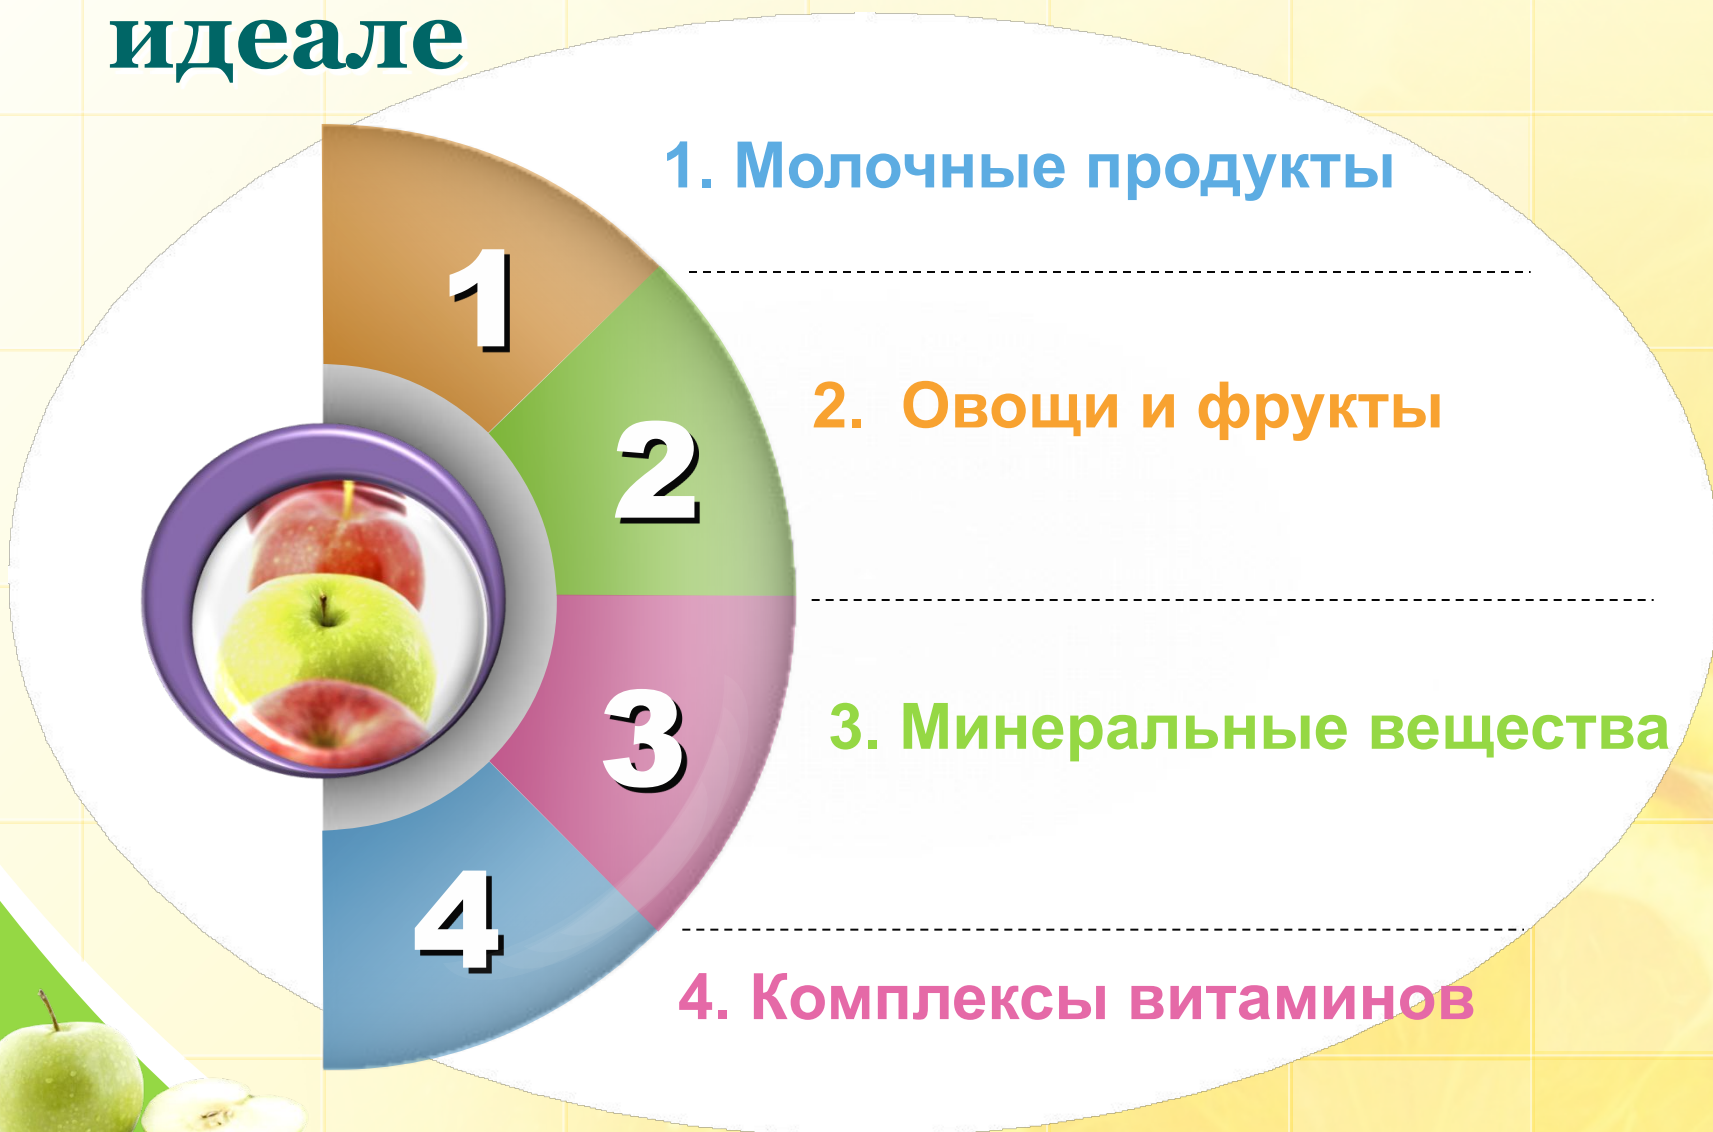 идеале
1
1. Молочные продукты
2
2. Овощи и фрукты
3
3. Минеральные вещества
4
4. Комплексы витаминов